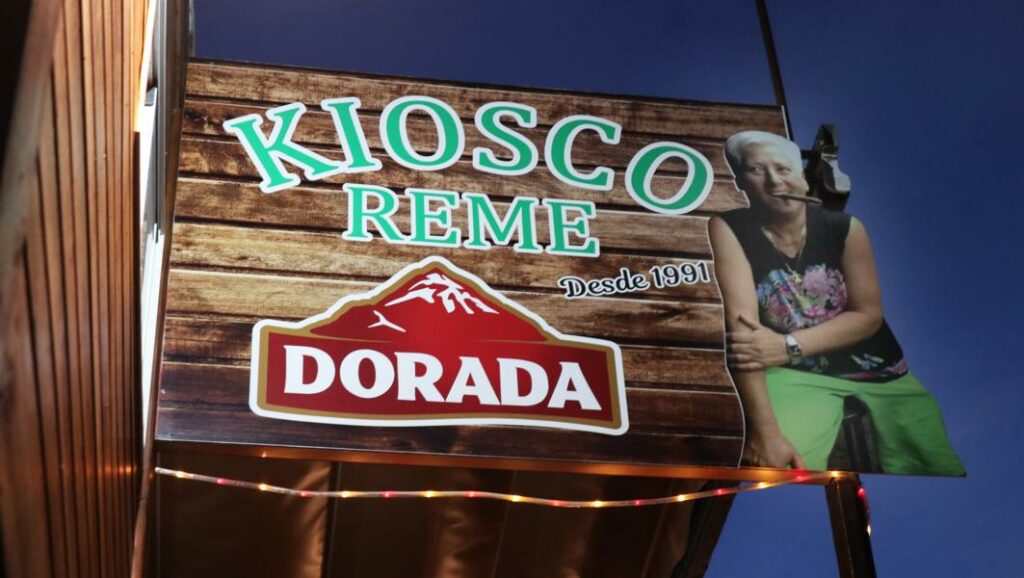 KIOSCO
REME
Desde 1991
DORADA